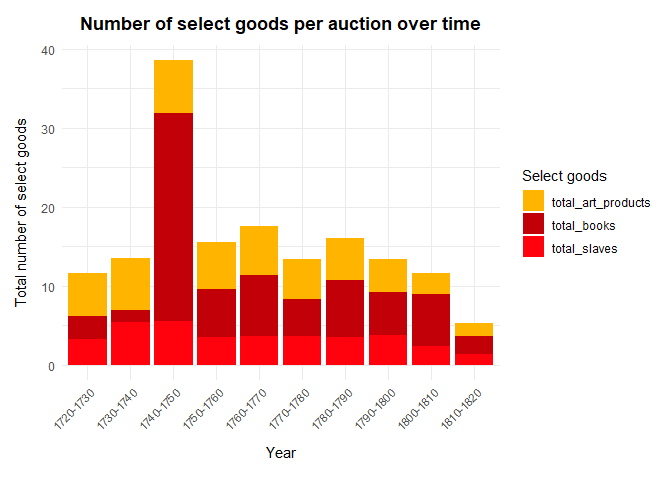 Number of select goods per auction over time
Total number of select goods
40
30
20
10
0
1720-1730
1730-1740
1740-1750
1750-1760
1760-1770
1770-1780
1780-1790
1790-1800
1800-1810
1810-1820
Year
Select goods
total_art_products
total_books
total_slaves